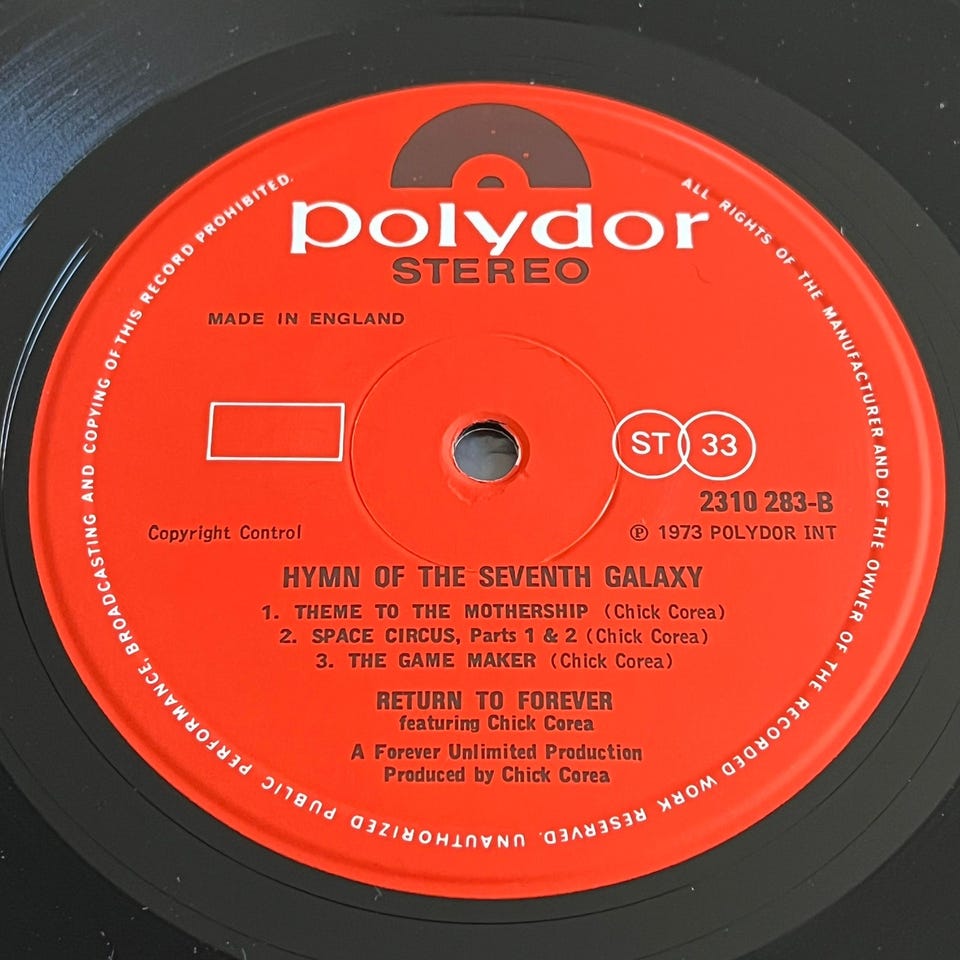 polydor
STEREO
MADE IN ENGLAND
ST 33
2310 283-B
Copyright Control
℗ 1973 POLYDOR INT
HYMN OF THE SEVENTH GALAXY
1. THEME TO THE MOTHERSHIP (Chick Corea)
2. SPACE CIRCUS, Parts 1 & 2 (Chick Corea)
3. THE GAME MAKER (Chick Corea)
RETURN TO FOREVER
featuring Chick Corea
A Forever Unlimited Production
Produced by Chick Corea
ALL RIGHTS OF THE MANUFACTURER AND OF THE OWNER OF THE RECORDED WORK RESERVED. UNAUTHORIZED PUBLIC PERFORMANCE, BROADCASTING AND COPYING OF THIS RECORD PROHIBITED.